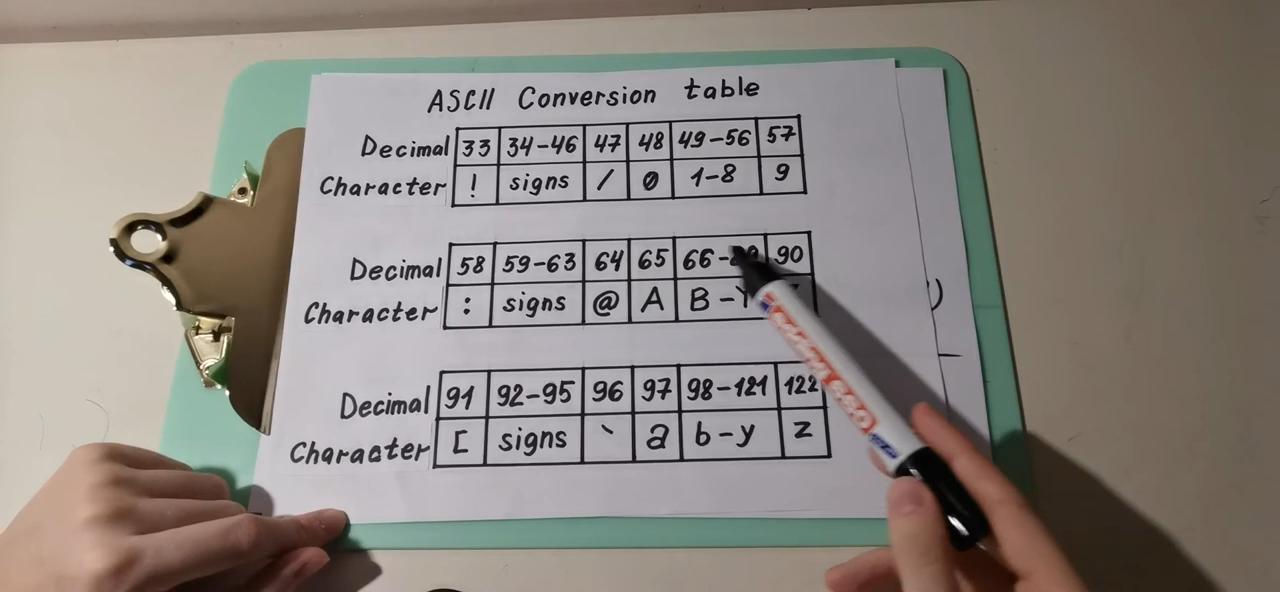 ASCII Conversion table
Decimal 33 34-46 47 48 49-56 57
Character ! signs / 0 1-8 9
Decimal 58 59-63 64 65 66- 90
Character : signs @ A B-Y
Decimal 91 92-95 96 97 98-121 122
Character [ signs ` a b-y z
edding 660